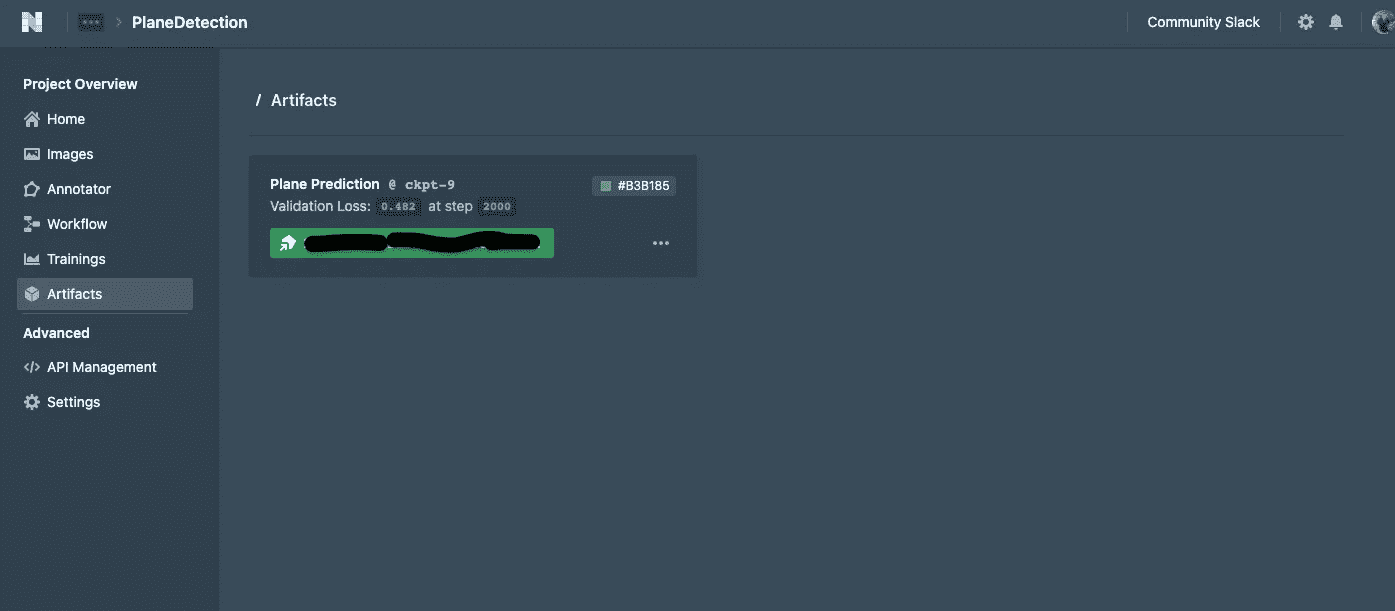 PlaneDetection
Community Slack
Project Overview
Home
Images
Annotator
Workflow
Trainings
Artifacts
Advanced
API Management
Settings
/ Artifacts
Plane Prediction @ ckpt-9
#B3B185
Validation Loss: 0.482 at step 2000